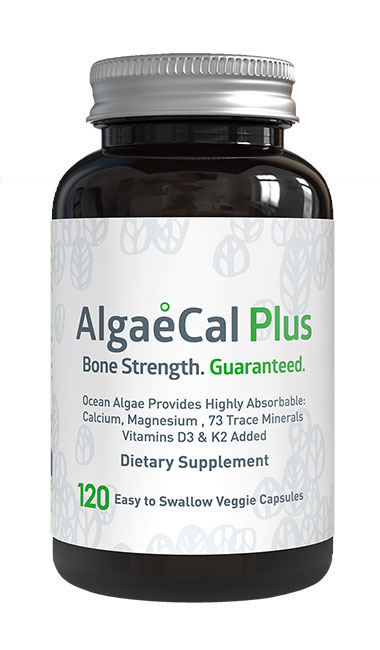 AlgaeCal Plus
Bone Strength. Guaranteed.
Ocean Algae Provides Highly Absorbable:
Calcium, Magnesium , 73 Trace Minerals
Vitamins D3 & K2 Added
Dietary Supplement
120 Easy to Swallow Veggie Capsules